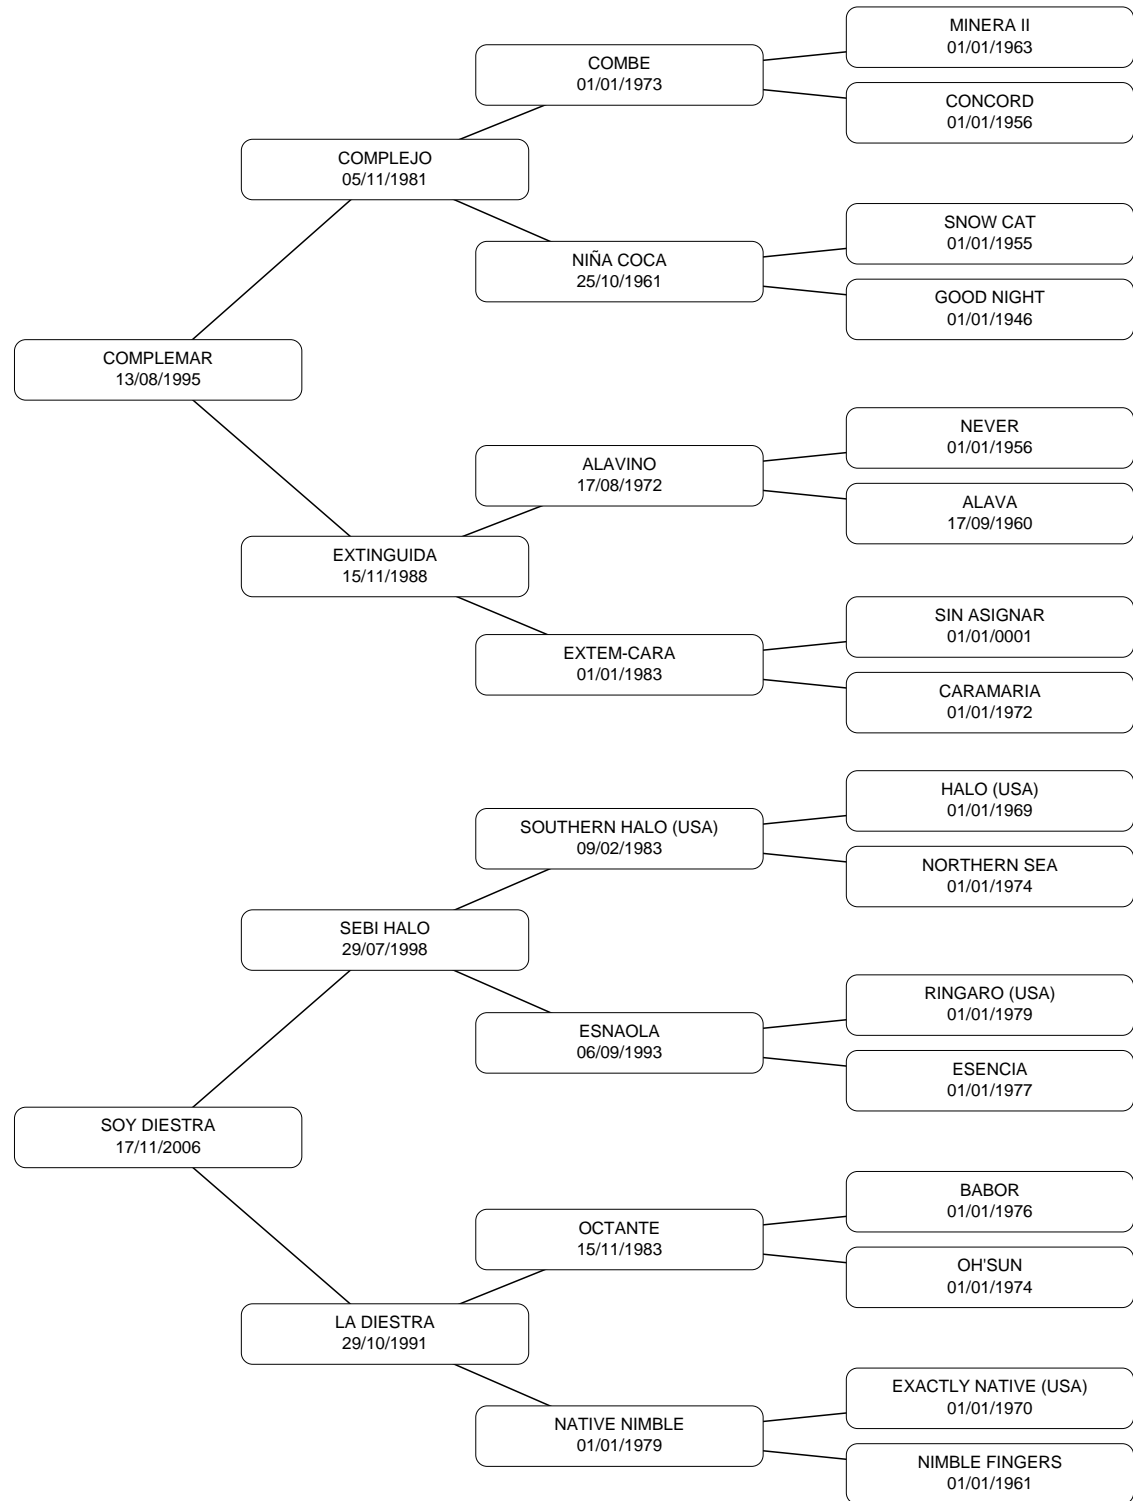 MINERA II
01/01/1963
COMBE
01/01/1973
CONCORD
01/01/1956
COMPLEJO
05/11/1981
SNOW CAT
01/01/1955
NIÑA COCA
25/10/1961
GOOD NIGHT
01/01/1946
COMPLEMAR
13/08/1995
NEVER
01/01/1956
ALAVINO
17/08/1972
ALAVA
17/09/1960
EXTINGUIDA
15/11/1988
SIN ASIGNAR
01/01/0001
EXTEM-CARA
01/01/1983
CARAMARIA
01/01/1972
HALO (USA)
01/01/1969
SOUTHERN HALO (USA)
09/02/1983
NORTHERN SEA
01/01/1974
SEBI HALO
29/07/1998
RINGARO (USA)
01/01/1979
ESNAOLA
06/09/1993
ESENCIA
01/01/1977
SOY DIESTRA
17/11/2006
BABOR
01/01/1976
OCTANTE
15/11/1983
OH'SUN
01/01/1974
LA DIESTRA
29/10/1991
EXACTLY NATIVE (USA)
01/01/1970
NATIVE NIMBLE
01/01/1979
NIMBLE FINGERS
01/01/1961